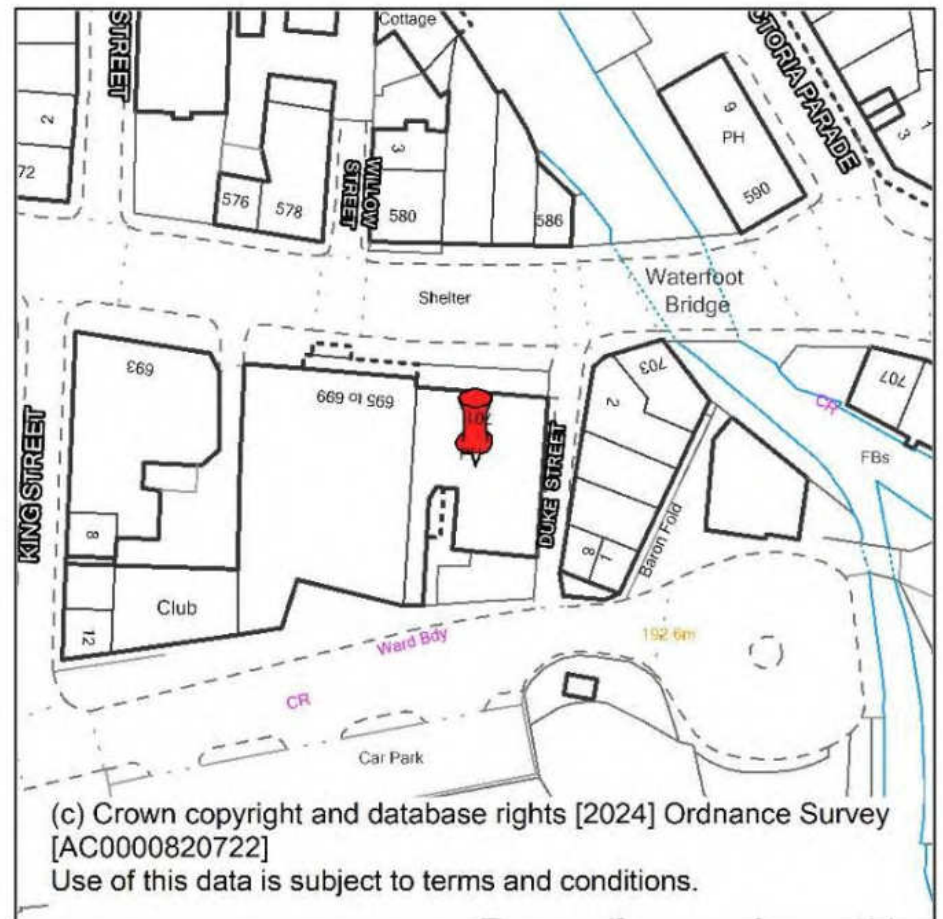 Cottage
STREET
VICTORIA PARADE
2
72
576
578
WILLOW
STREET
3
580
586
9
PH
590
3
1
Shelter
Waterfoot
Bridge
693
695 to 699
703
2
707
CR
FBs
KING STREET
DUKE STREET
8
8
1
Baron Fold
Club
12
Ward Bdy
192.6m
CR
Car Park
(c) Crown copyright and database rights [2024] Ordnance Survey
[AC0000820722]
Use of this data is subject to terms and conditions.